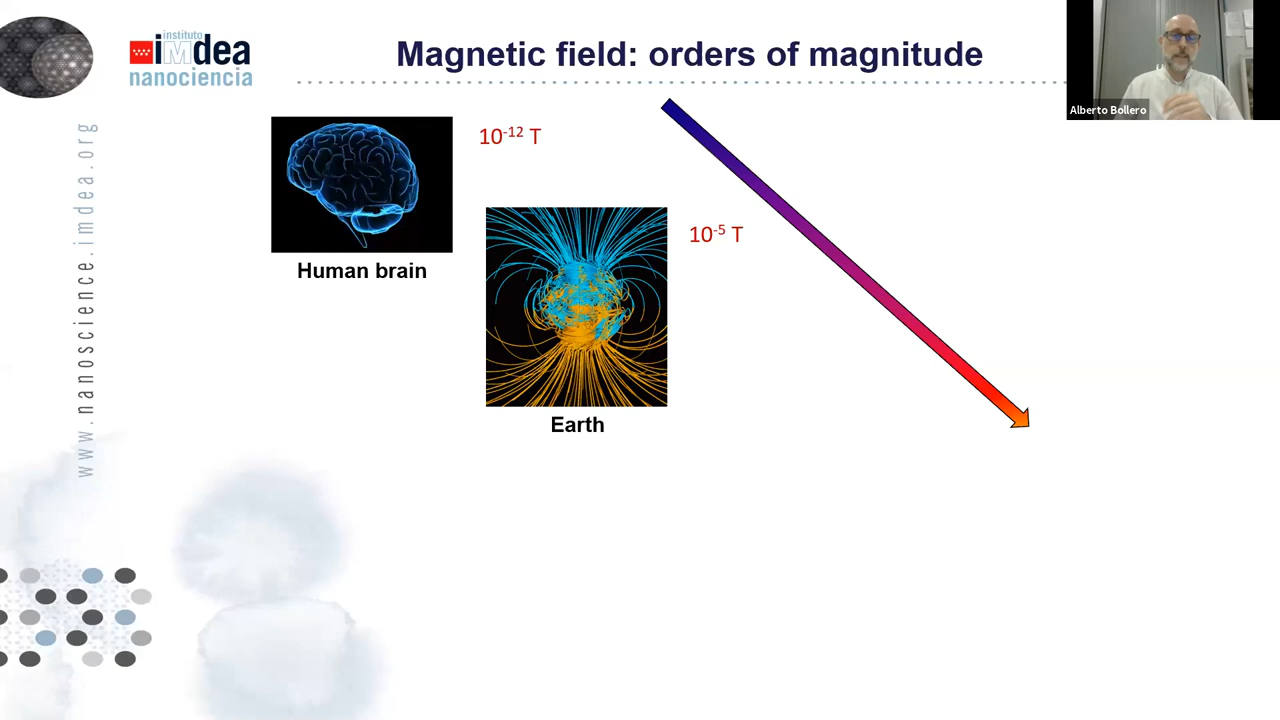 instituto
imdea
nanociencia
Magnetic field: orders of magnitude
Alberto Bollero
10⁻¹² T
Human brain
10⁻⁵ T
Earth
www.nanoscience.imdea.org